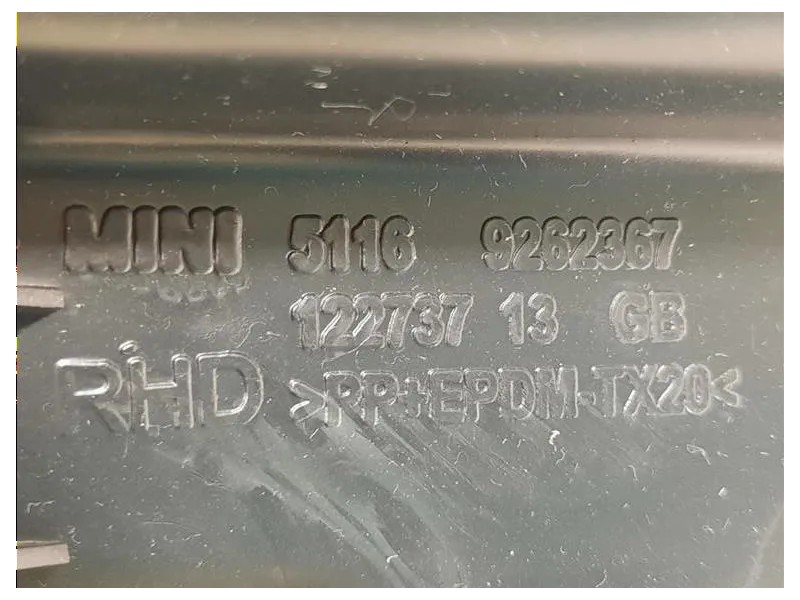 MINI 5116 9262367
122737 13 GB
RHD >PP+EPDM-TX20<